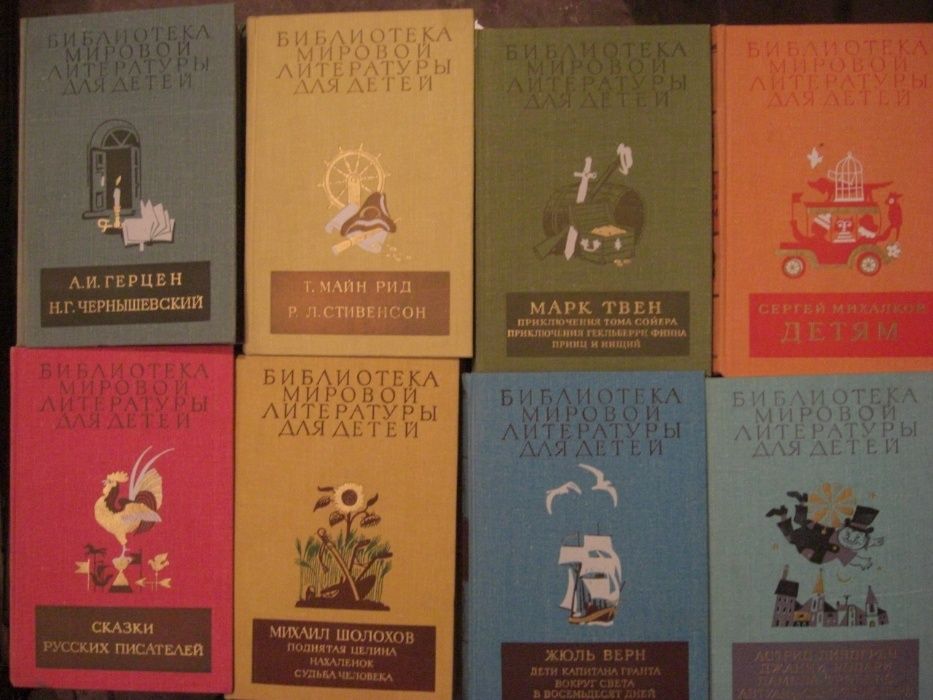 БИБЛИОТЕКА
МИРОВОЙ
ЛИТЕРАТУРЫ
ДЛЯ ДЕТЕЙ
А.И. ГЕРЦЕН
Н.Г. ЧЕРНЫШЕВСКИЙ
БИБЛИОТЕКА
МИРОВОЙ
ЛИТЕРАТУРЫ
ДЛЯ ДЕТЕЙ
Т. МАЙН РИД
Р. Л. СТИВЕНСОН
БИБЛИОТЕКА
МИРОВОЙ
ЛИТЕРАТУРЫ
ДЛЯ ДЕТЕЙ
МАРК ТВЕН
ПРИКЛЮЧЕНИЯ ТОМА СОЙЕРА
ПРИКЛЮЧЕНИЯ ГЕКЛЬБЕРРИ ФИННА
ПРИНЦ И НИЩИЙ
БИБЛИОТЕКА
МИРОВОЙ
ЛИТЕРАТУРЫ
ДЛЯ ДЕТЕЙ
СЕРГЕЙ МИХАЛКОВ
ДЕТЯМ
БИБЛИОТЕКА
МИРОВОЙ
ЛИТЕРАТУРЫ
ДЛЯ ДЕТЕЙ
СКАЗКИ
РУССКИХ ПИСАТЕЛЕЙ
БИБЛИОТЕКА
МИРОВОЙ
ЛИТЕРАТУРЫ
ДЛЯ ДЕТЕЙ
МИХАИЛ ШОЛОХОВ
ПОДНЯТАЯ ЦЕЛИНА
НАХАЛЕНОК
СУДЬБА ЧЕЛОВЕКА
БИБЛИОТЕКА
МИРОВОЙ
ЛИТЕРАТУРЫ
ДЛЯ ДЕТЕЙ
ЖЮЛЬ ВЕРН
ДЕТИ КАПИТАНА ГРАНТА
ВОКРУГ СВЕТА
В ВОСЕМЬДЕСЯТ ДНЕЙ
БИБЛИОТЕКА
МИРОВОЙ
ЛИТЕРАТУРЫ
ДЛЯ ДЕТЕЙ
АСТРИД ЛИНДГРЕН
ДЖАННИ РОДАРИ